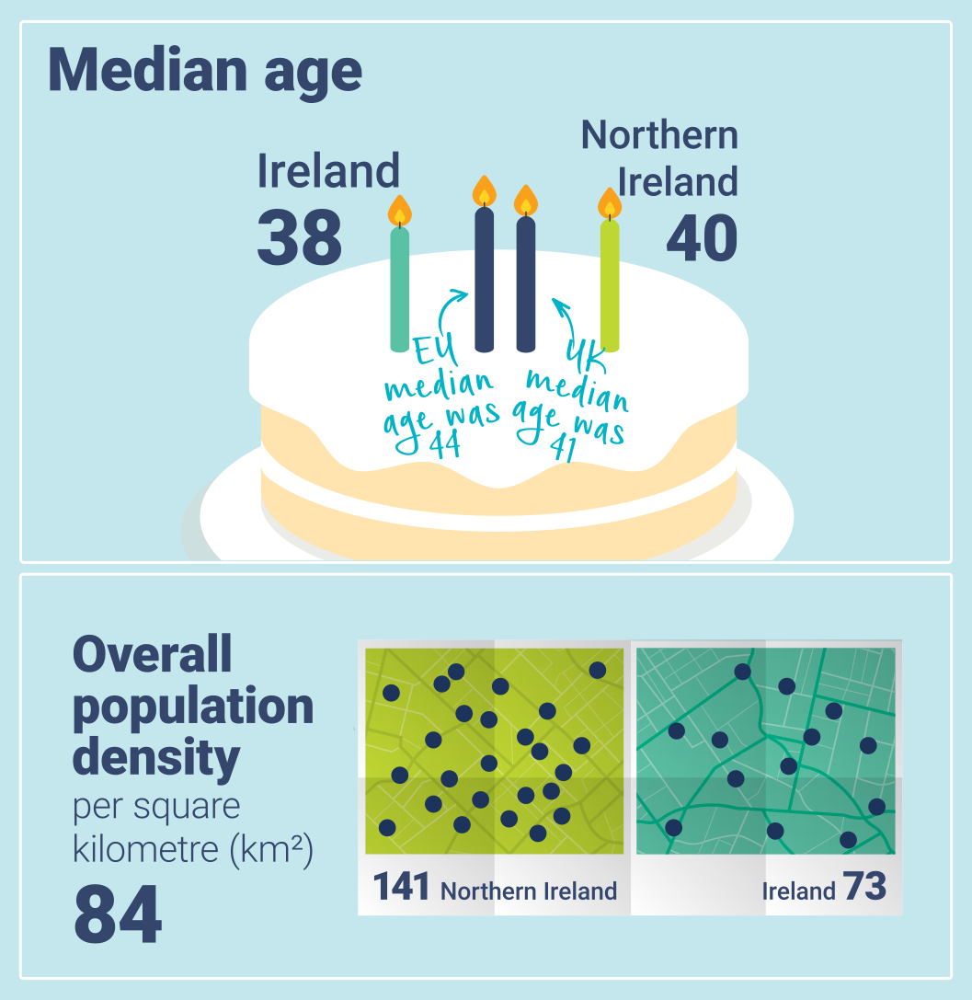 Median age
Ireland
38
Northern
Ireland
40
EU
median
age was
44
UK
median
age was
41
Overall
population
density
per square
kilometre (km²)
84
141 Northern Ireland
Ireland 73